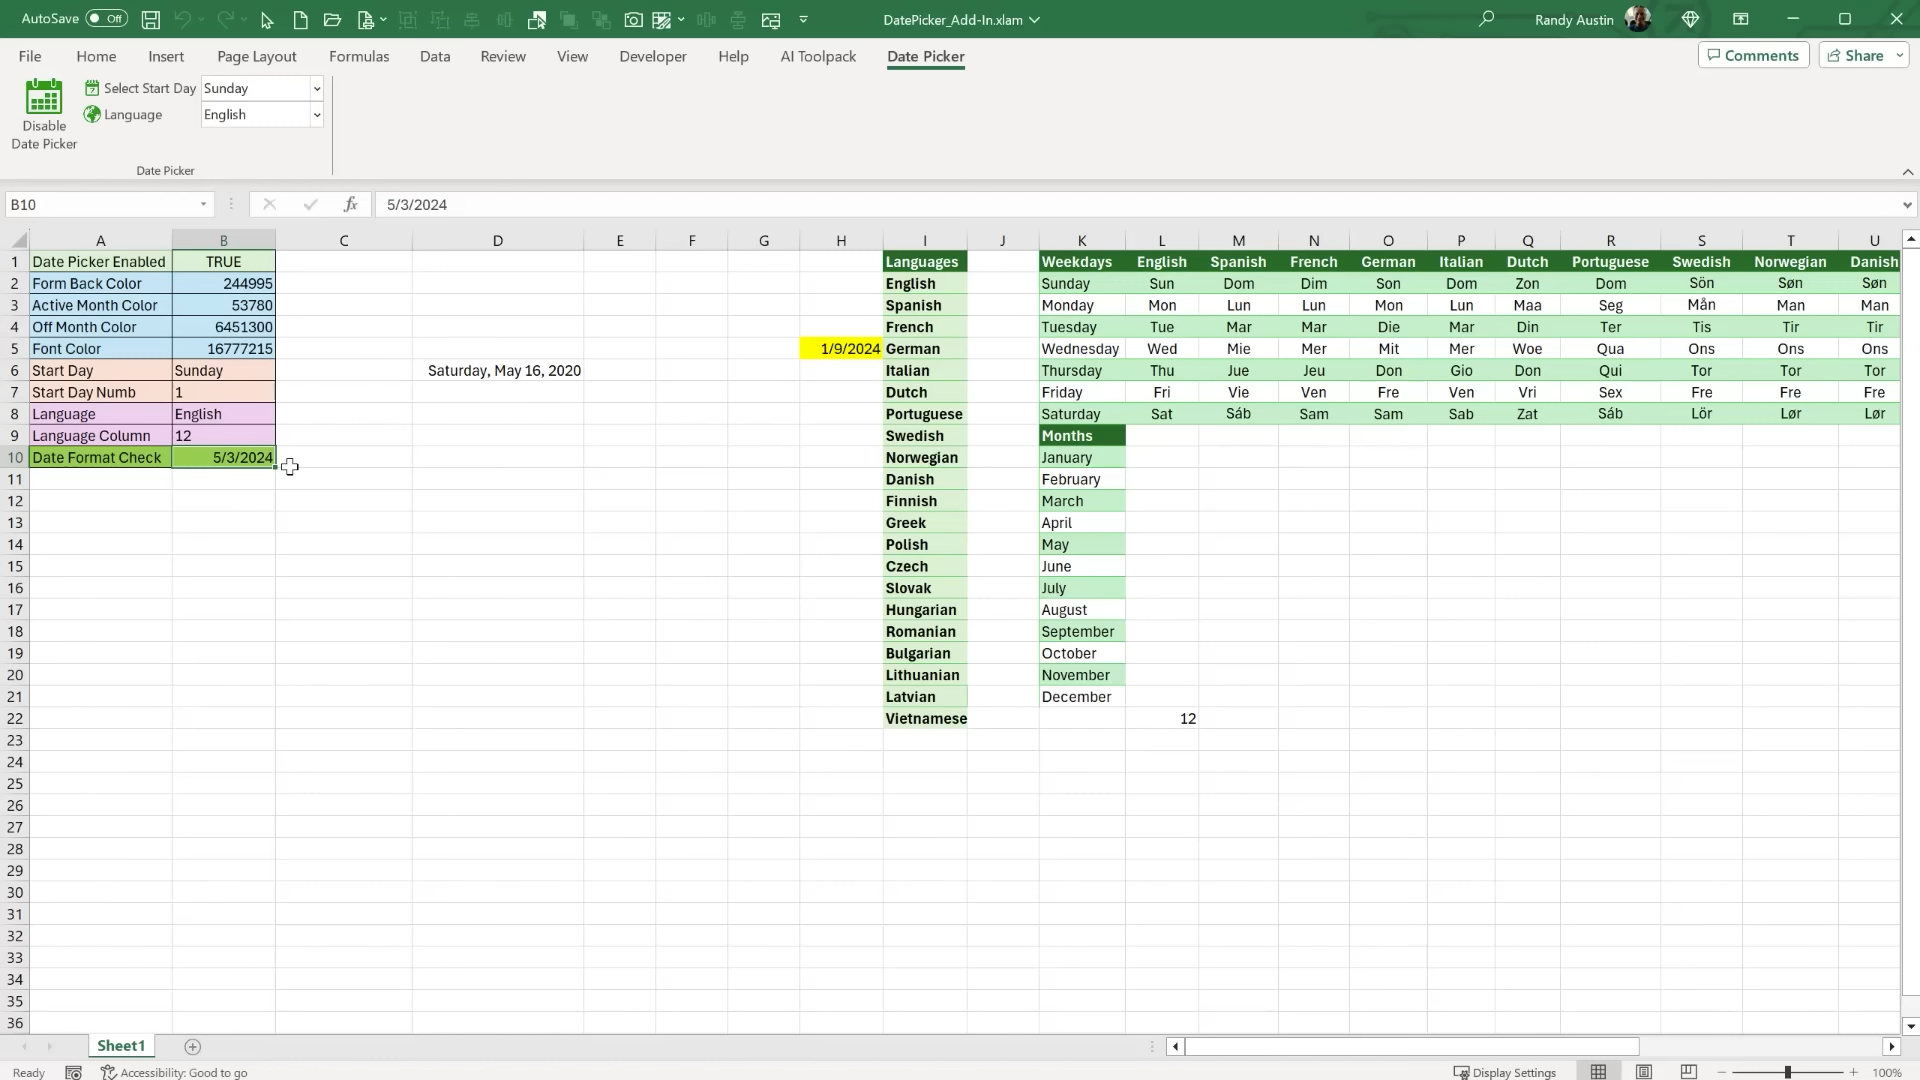 AutoSave Off DatePicker_Add-In.xlam Randy Austin
File Home Insert Page Layout Formulas Data Review View Developer Help AI Toolpack Date Picker Comments Share
Select Start Day Sunday
Language English
Disable
Date Picker
Date Picker
B10 fx 5/3/2024
A B C D E F G H I J K L M N O P Q R S T U
1 Date Picker Enabled TRUE Languages Weekdays English Spanish French German Italian Dutch Portuguese Swedish Norwegian Danish
2 Form Back Color 244995 English Sunday Sun Dom Dim Son Dom Zon Dom Sön Søn Søn
3 Active Month Color 53780 Spanish Monday Mon Lun Lun Mon Lun Maa Seg Mån Man Man
4 Off Month Color 6451300 French Tuesday Tue Mar Mar Die Mar Din Ter Tis Tir Tir
5 Font Color 16777215 1/9/2024 German Wednesday Wed Mie Mer Mit Mer Woe Qua Ons Ons Ons
6 Start Day Sunday Saturday, May 16, 2020 Italian Thursday Thu Jue Jeu Don Gio Don Qui Tor Tor Tor
7 Start Day Numb 1 Dutch Friday Fri Vie Ven Fre Ven Vri Sex Fre Fre Fre
8 Language English Portuguese Saturday Sat Sáb Sam Sam Sab Zat Sáb Lör Lør Lør
9 Language Column 12 Swedish Months
10 Date Format Check 5/3/2024 Norwegian January
11 Danish February
12 Finnish March
13 Greek April
14 Polish May
15 Czech June
16 Slovak July
17 Hungarian August
18 Romanian September
19 Bulgarian October
20 Lithuanian November
21 Latvian December
22 Vietnamese 12
23
24
25
26
27
28
29
30
31
32
33
34
35
36
Sheet1
Ready Accessibility: Good to go Display Settings 100%